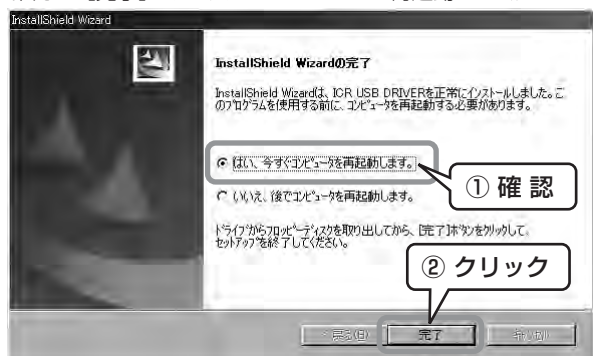 InstallShield Wizard
InstallShield Wizardの完了
InstallShield Wizardは、ICR USB DRIVERを正常にインストールしました。こ
のプログラムを使用する前に、コンピュータを再起動する必要があります。
はい、今すぐコンピュータを再起動します。
① 確 認
いいえ、後でコンピュータを再起動します。
ドライブからフロッピーディスクを取り出してから、[完了]ボタンをクリックして、
セットアップを終了してください。
② クリック
< 戻る(B)
完了